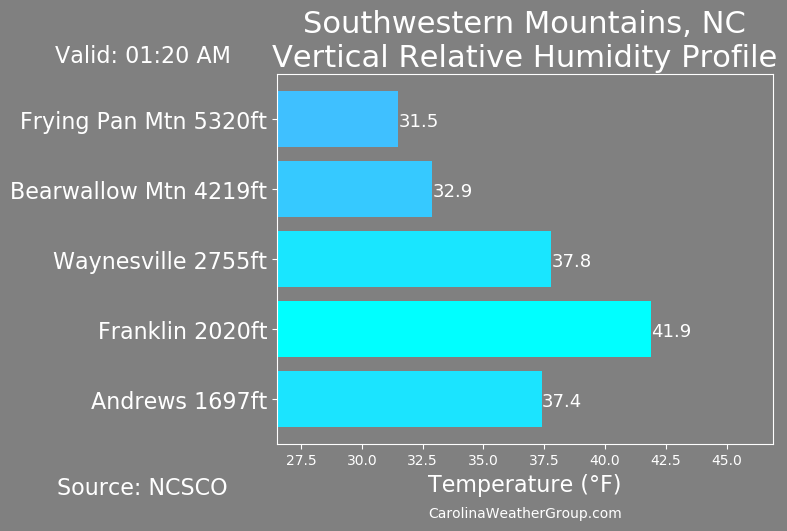 Southwestern Mountains, NC
Valid: 01:20 AM
Vertical Relative Humidity Profile
Frying Pan Mtn 5320ft
31.5
Bearwallow Mtn 4219ft
32.9
Waynesville 2755ft
37.8
Franklin 2020ft
41.9
Andrews 1697ft
37.4
27.5 30.0 32.5 35.0 37.5 40.0 42.5 45.0
Source: NCSCO
Temperature (°F)
CarolinaWeatherGroup.com